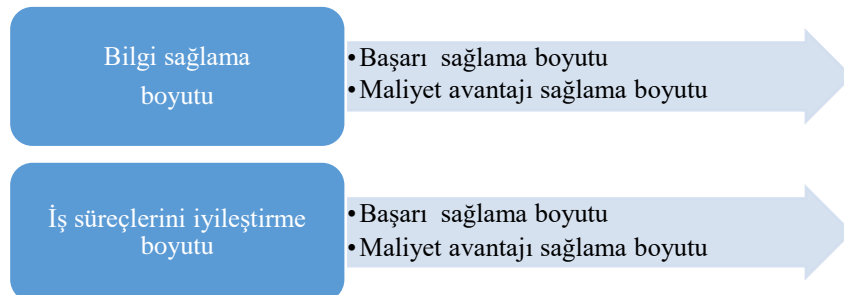 Bilgi sağlama
boyutu
•Başarı sağlama boyutu
•Maliyet avantajı sağlama boyutu
İş süreçlerini iyileştirme
boyutu
•Başarı sağlama boyutu
•Maliyet avantajı sağlama boyutu